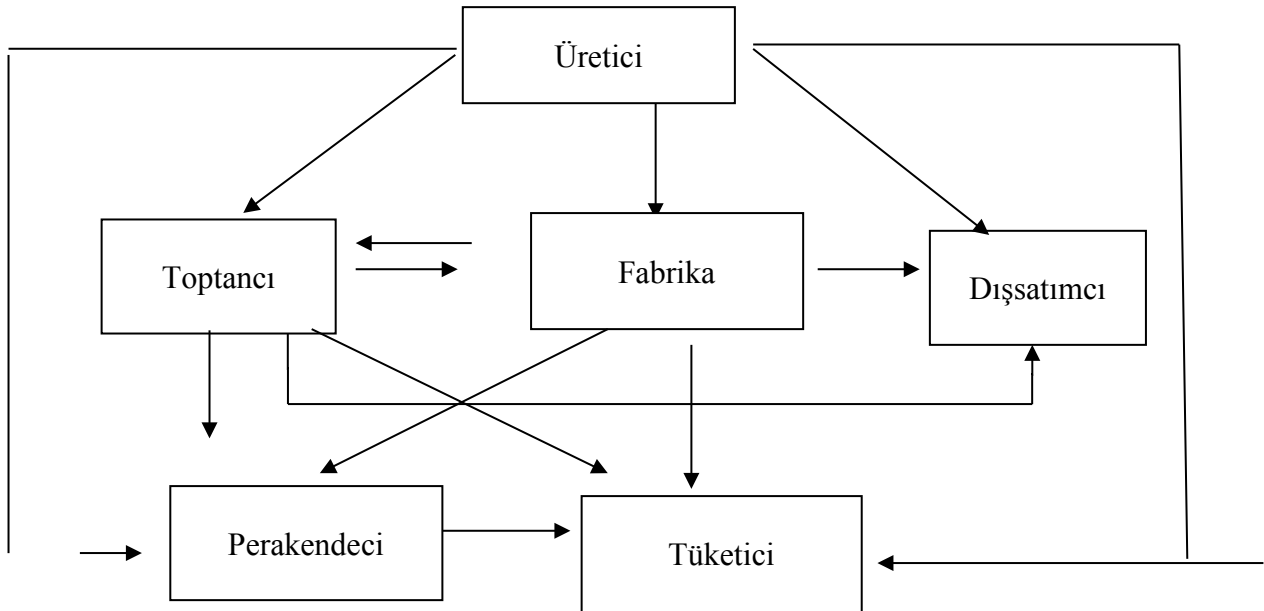 Üretici
Toptancı
Fabrika
Dışsatımcı
Perakendeci
Tüketici